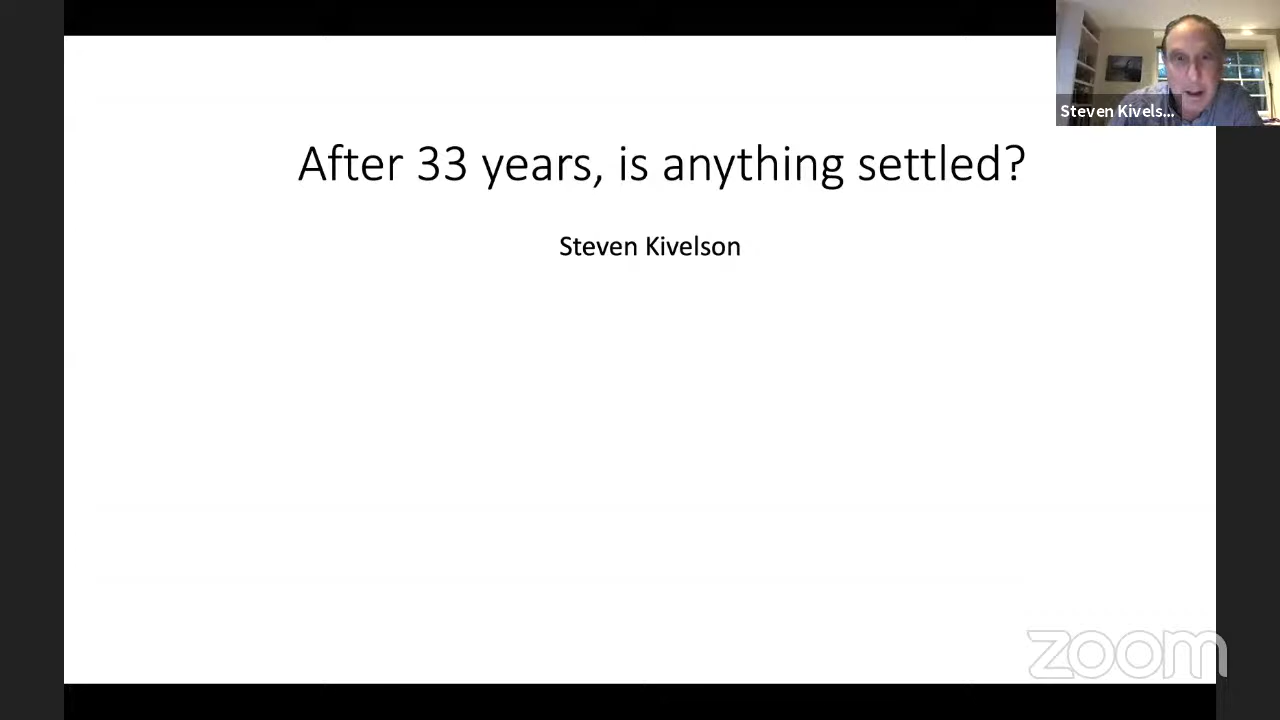 Steven Kivels...
After 33 years, is anything settled?
Steven Kivelson
zoom